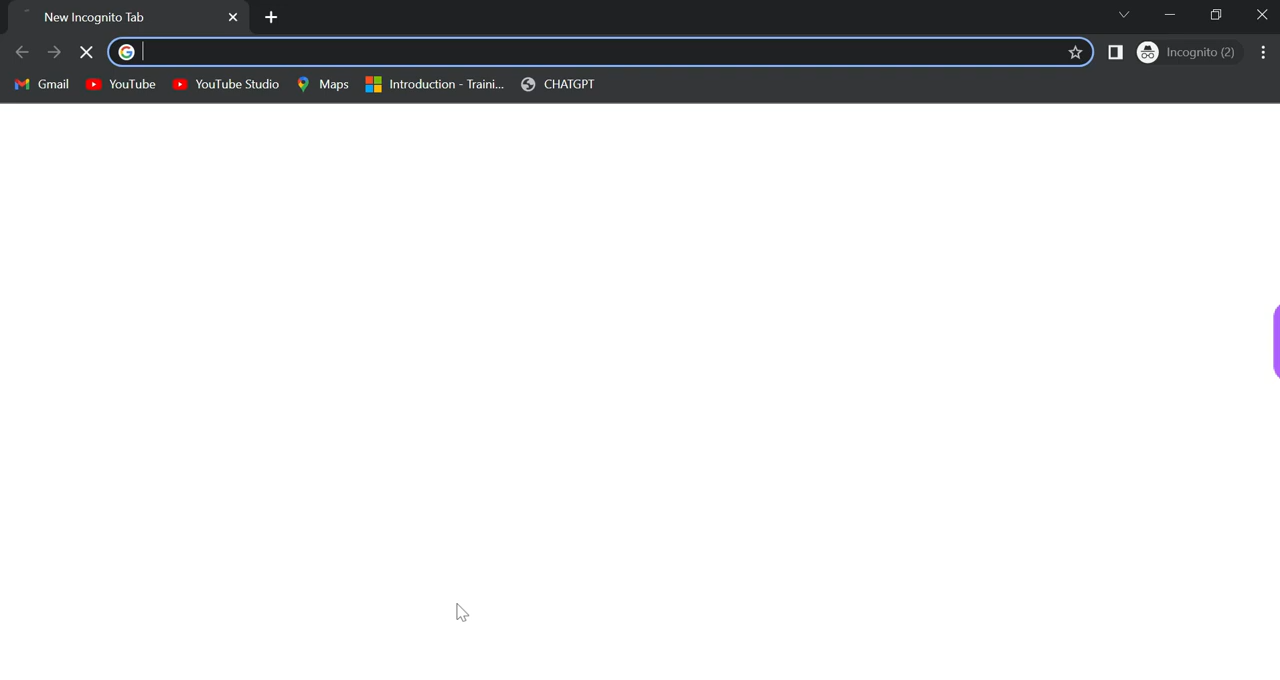 New Incognito Tab
Incognito (2)
Gmail YouTube YouTube Studio Maps Introduction - Traini... CHATGPT